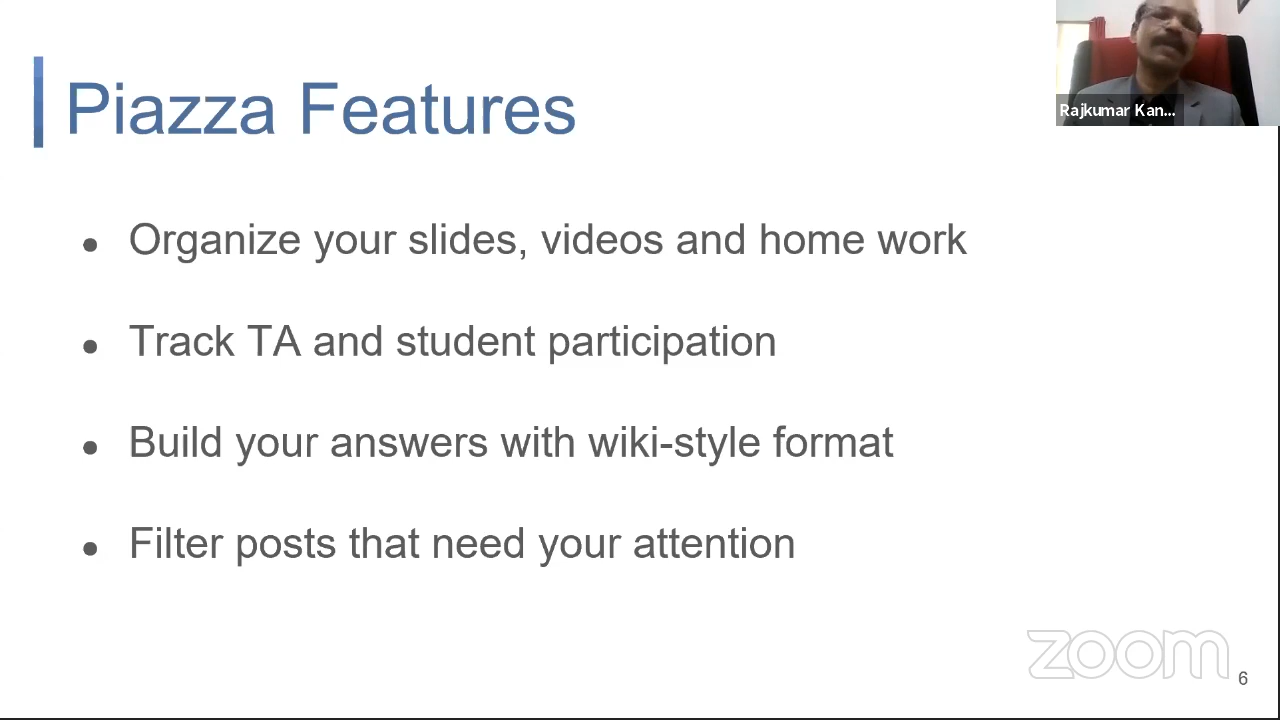 Piazza Features
Rajkumar Kan...
● Organize your slides, videos and home work
● Track TA and student participation
● Build your answers with wiki-style format
● Filter posts that need your attention
zoom
6